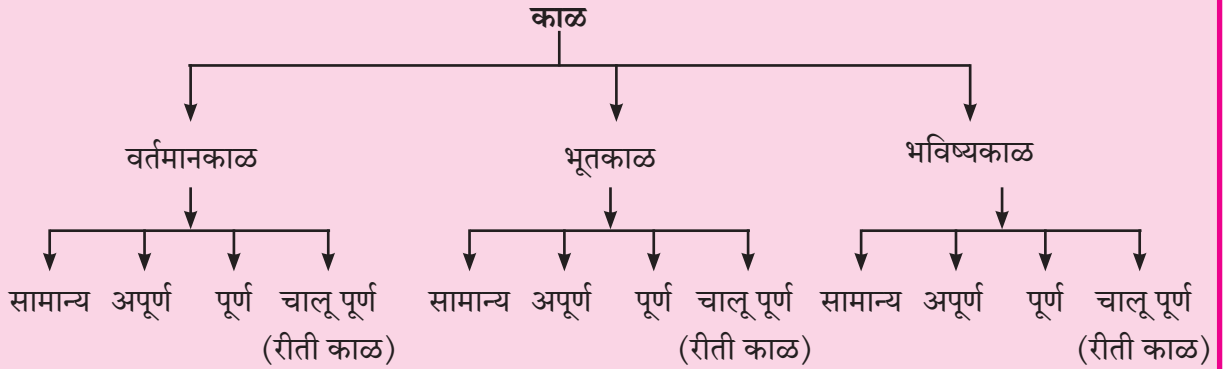 काळ
वर्तमानकाळ भूतकाळ भविष्यकाळ
सामान्य अपूर्ण पूर्ण चालू पूर्ण सामान्य अपूर्ण पूर्ण चालू पूर्ण सामान्य अपूर्ण पूर्ण चालू पूर्ण
(रीती काळ) (रीती काळ) (रीती काळ)